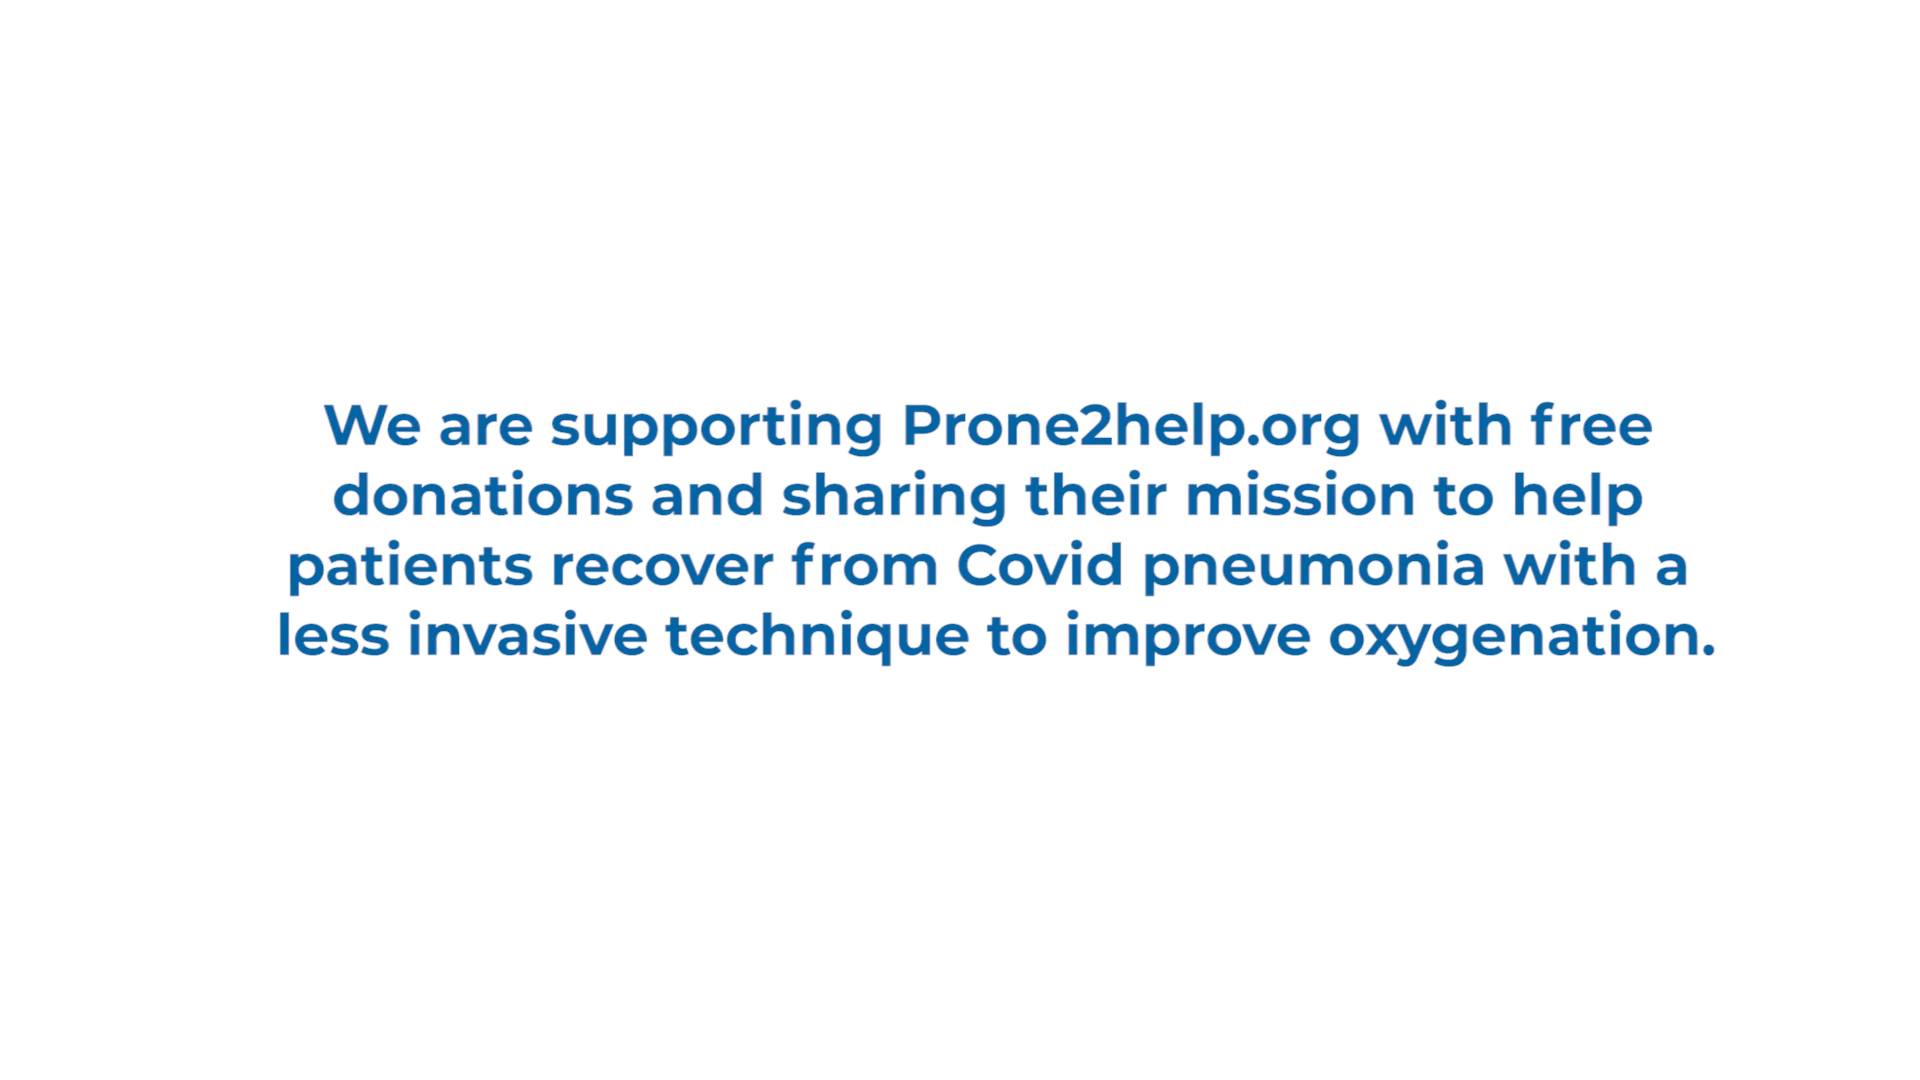 We are supporting Prone2help.org with free
donations and sharing their mission to help
patients recover from Covid pneumonia with a
less invasive technique to improve oxygenation.